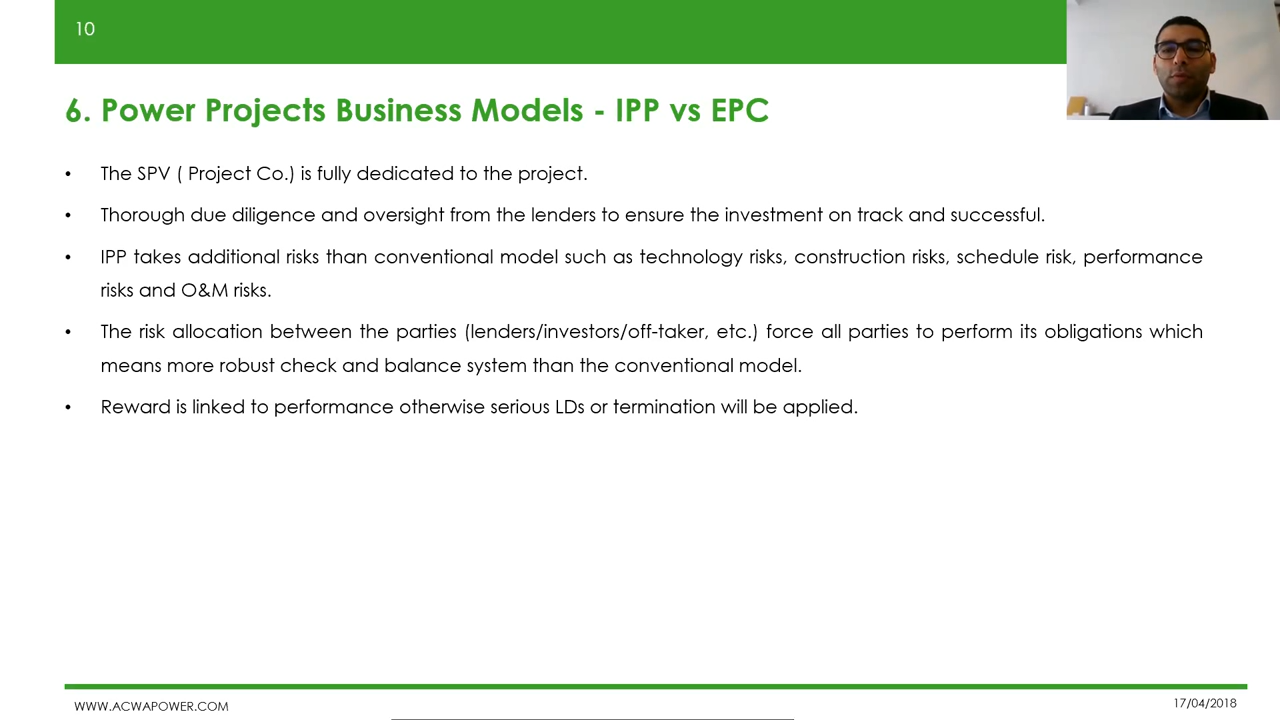 10
6. Power Projects Business Models - IPP vs EPC
• The SPV ( Project Co.) is fully dedicated to the project.
• Thorough due diligence and oversight from the lenders to ensure the investment on track and successful.
• IPP takes additional risks than conventional model such as technology risks, construction risks, schedule risk, performance
risks and O&M risks.
• The risk allocation between the parties (lenders/investors/off-taker, etc.) force all parties to perform its obligations which
means more robust check and balance system than the conventional model.
• Reward is linked to performance otherwise serious LDs or termination will be applied.
WWW.ACWAPOWER.COM
17/04/2018